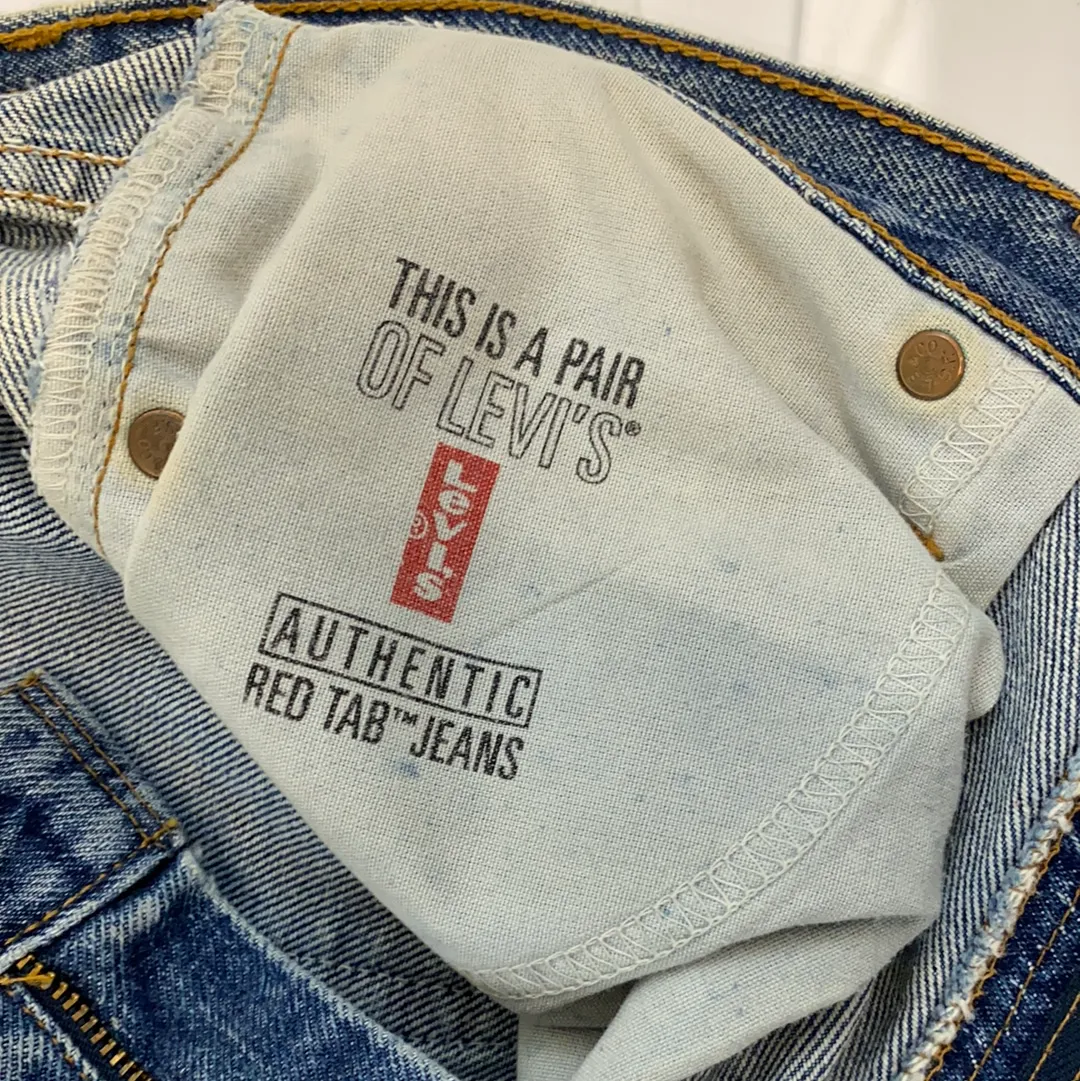 THIS IS A PAIR
OF LEVI'S®
LEVI'S®
AUTHENTIC
RED TAB™ JEANS